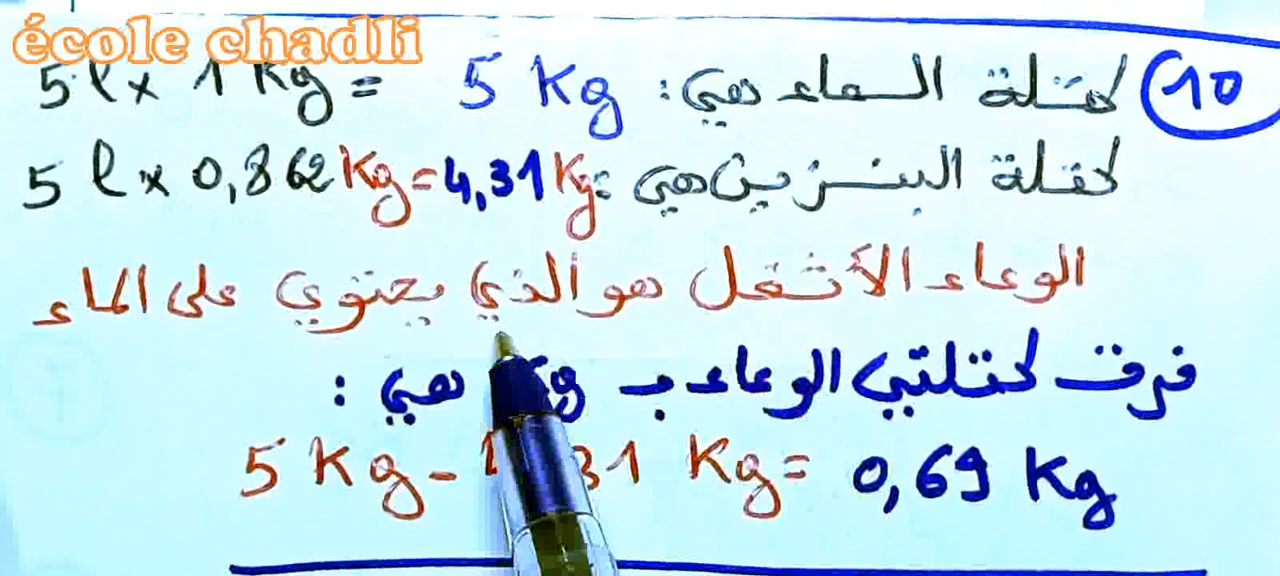 école chadli
10 كتلة الماء هي: 5 l x 1 Kg = 5 Kg
كتلة البنزين هي: 5 l x 0,862 Kg = 4,31 Kg
الوعاء الأثقل هو الذي يحتوي على الماء
فرق كتلتي الوعاء بـ Kg هي :
5 Kg - 31 Kg = 0,69 Kg